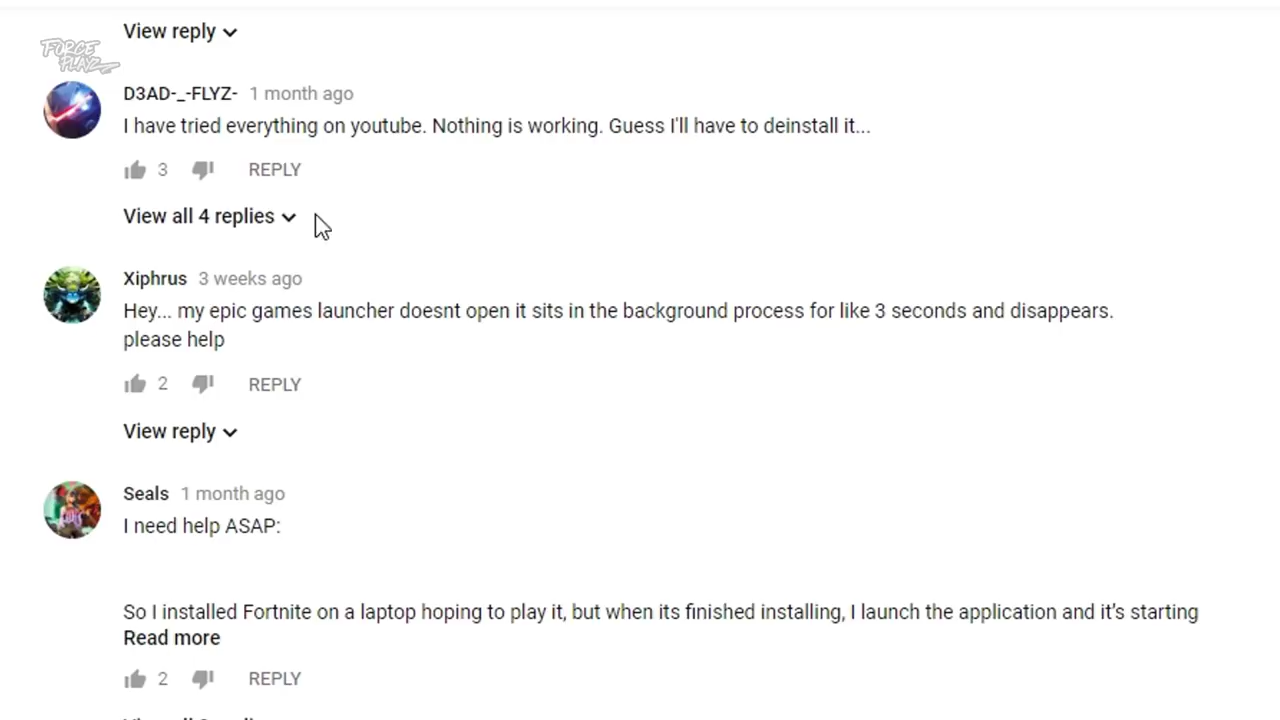 View reply
FORCE
PLAYZ
D3AD-_-FLYZ- 1 month ago
I have tried everything on youtube. Nothing is working. Guess I'll have to deinstall it...
3 REPLY
View all 4 replies
Xiphrus 3 weeks ago
Hey... my epic games launcher doesnt open it sits in the background process for like 3 seconds and disappears.
please help
2 REPLY
View reply
Seals 1 month ago
I need help ASAP:
So I installed Fortnite on a laptop hoping to play it, but when its finished installing, I launch the application and it’s starting
Read more
2 REPLY